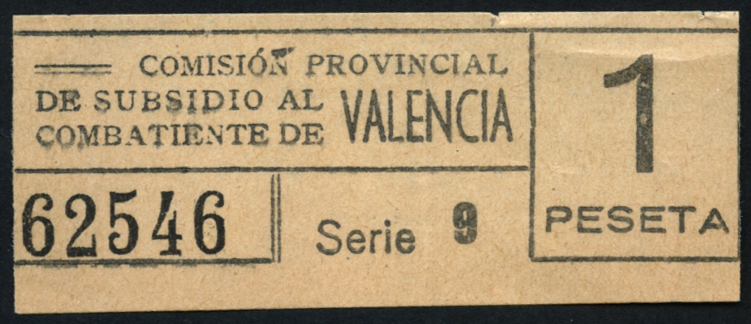 COMISIÓN PROVINCIAL
DE SUBSIDIO AL
COMBATIENTE DE VALENCIA
62546
Serie 9
1
PESETA